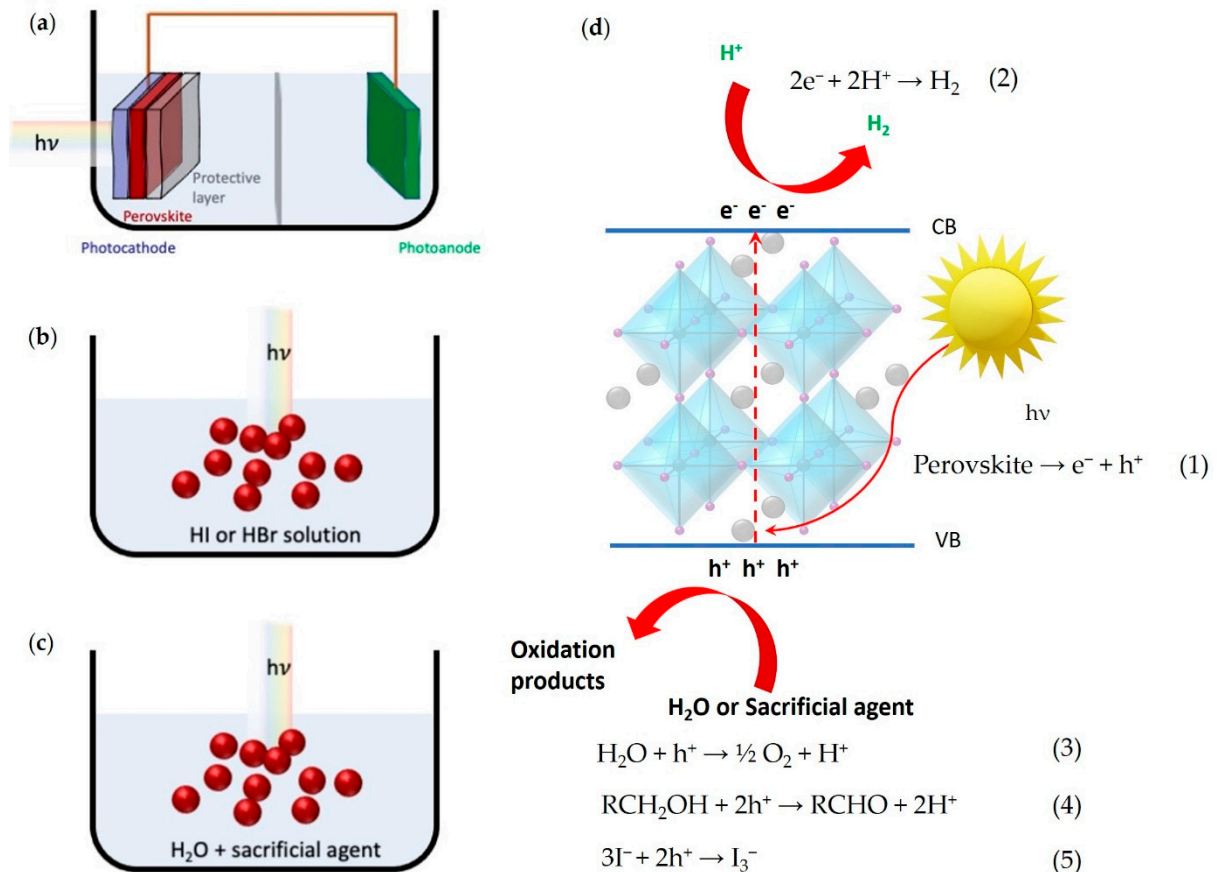 (a)
hν
Protective
layer
Perovskite
Photocathode
Photoanode
(b)
hν
HI or HBr solution
(c)
hν
H₂O + sacrificial agent
(d)
H⁺
2e⁻ + 2H⁺ → H₂ (2)
H₂
e⁻ e⁻ e⁻
CB
hν
Perovskite → e⁻ + h⁺ (1)
VB
h⁺ h⁺ h⁺
Oxidation
products
H₂O or Sacrificial agent
H₂O + h⁺ → ½ O₂ + H⁺ (3)
RCH₂OH + 2h⁺ → RCHO + 2H⁺ (4)
3I⁻ + 2h⁺ → I₃⁻ (5)